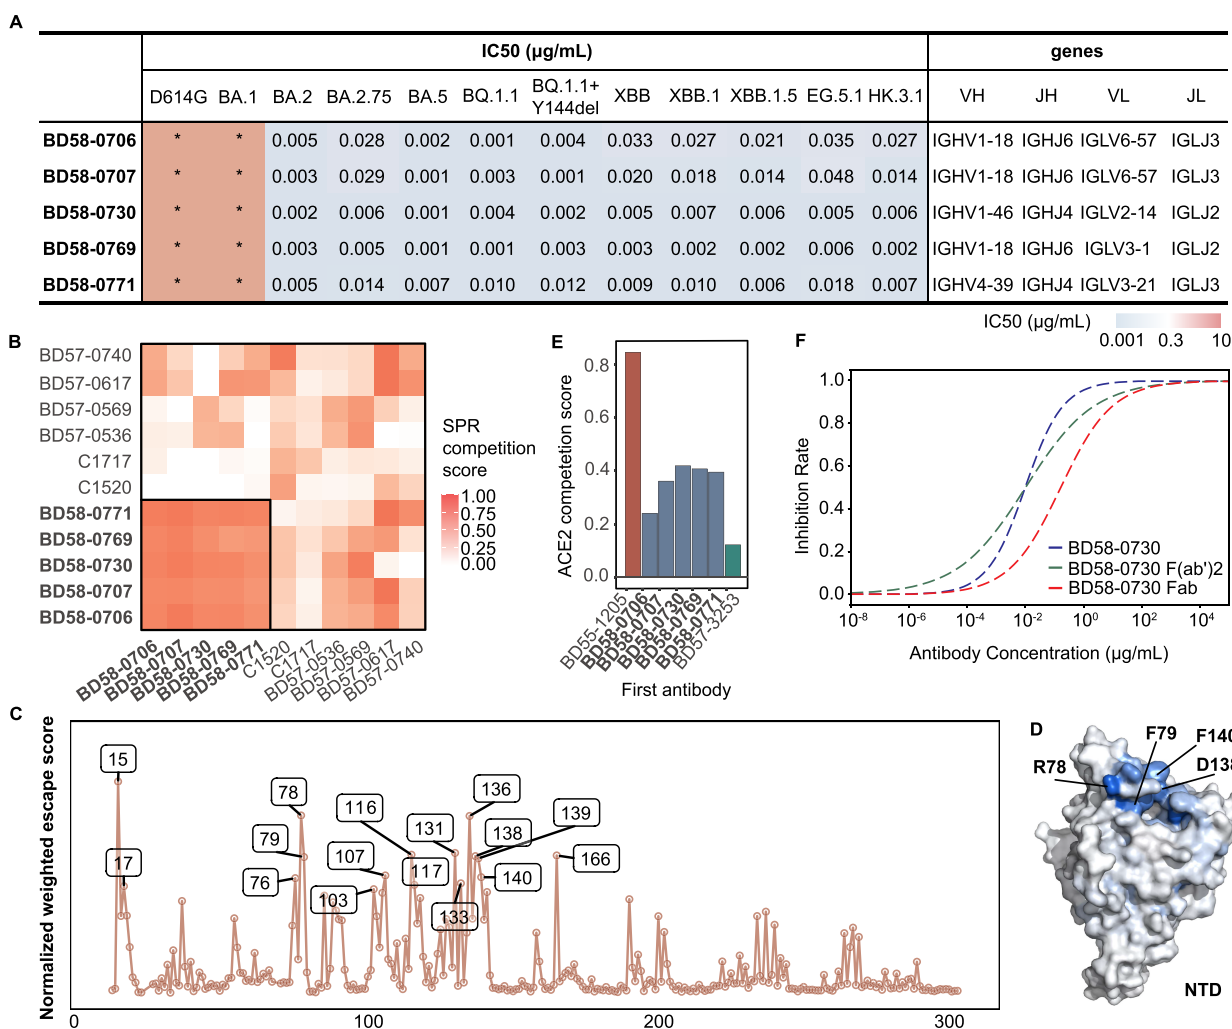 A
IC50 (µg/mL) genes
D614G BA.1 BA.2 BA.2.75 BA.5 BQ.1.1 BQ.1.1+ Y144del XBB XBB.1 XBB.1.5 EG.5.1 HK.3.1 VH JH VL JL
BD58-0706 * * 0.005 0.028 0.002 0.001 0.004 0.033 0.027 0.021 0.035 0.027 IGHV1-18 IGHJ6 IGLV6-57 IGLJ3
BD58-0707 * * 0.003 0.029 0.001 0.003 0.001 0.020 0.018 0.014 0.048 0.014 IGHV1-18 IGHJ6 IGLV6-57 IGLJ3
BD58-0730 * * 0.002 0.006 0.001 0.004 0.002 0.005 0.007 0.006 0.005 0.006 IGHV1-46 IGHJ4 IGLV2-14 IGLJ2
BD58-0769 * * 0.003 0.005 0.001 0.001 0.003 0.003 0.002 0.002 0.006 0.002 IGHV1-18 IGHJ6 IGLV3-1 IGLJ2
BD58-0771 * * 0.005 0.014 0.007 0.010 0.012 0.009 0.010 0.006 0.018 0.007 IGHV4-39 IGHJ4 IGLV3-21 IGLJ3
IC50 (µg/mL)
0.001 0.3 10
B
BD57-0740
BD57-0617
BD57-0569
BD57-0536
C1717
C1520
BD58-0771
BD58-0769
BD58-0730
BD58-0707
BD58-0706
BD58-0706 BD58-0707 BD58-0730 BD58-0769 BD58-0771 C1520 C1717 BD57-0536 BD57-0569 BD57-0617 BD57-0740
SPR
competition
score
1.00
0.75
0.50
0.25
0.00
E
ACE2 competetion score
0.8
0.6
0.4
0.2
0.0
BD55-1205 BD58-0706 BD58-0707 BD58-0730 BD58-0769 BD58-0771 BD57-3253
First antibody
F
Inhibition Rate
1.0
0.8
0.6
0.4
0.2
0.0
BD58-0730
BD58-0730 F(ab')2
BD58-0730 Fab
10⁻⁸ 10⁻⁶ 10⁻⁴ 10⁻² 10⁰ 10² 10⁴
Antibody Concentration (µg/mL)
C
Normalized weighted escape score
15
17
78
79
76
103
107
116
117
131
133
136
138
139
140
166
0 100 200 300
D
F79
F140
R78
D138
NTD